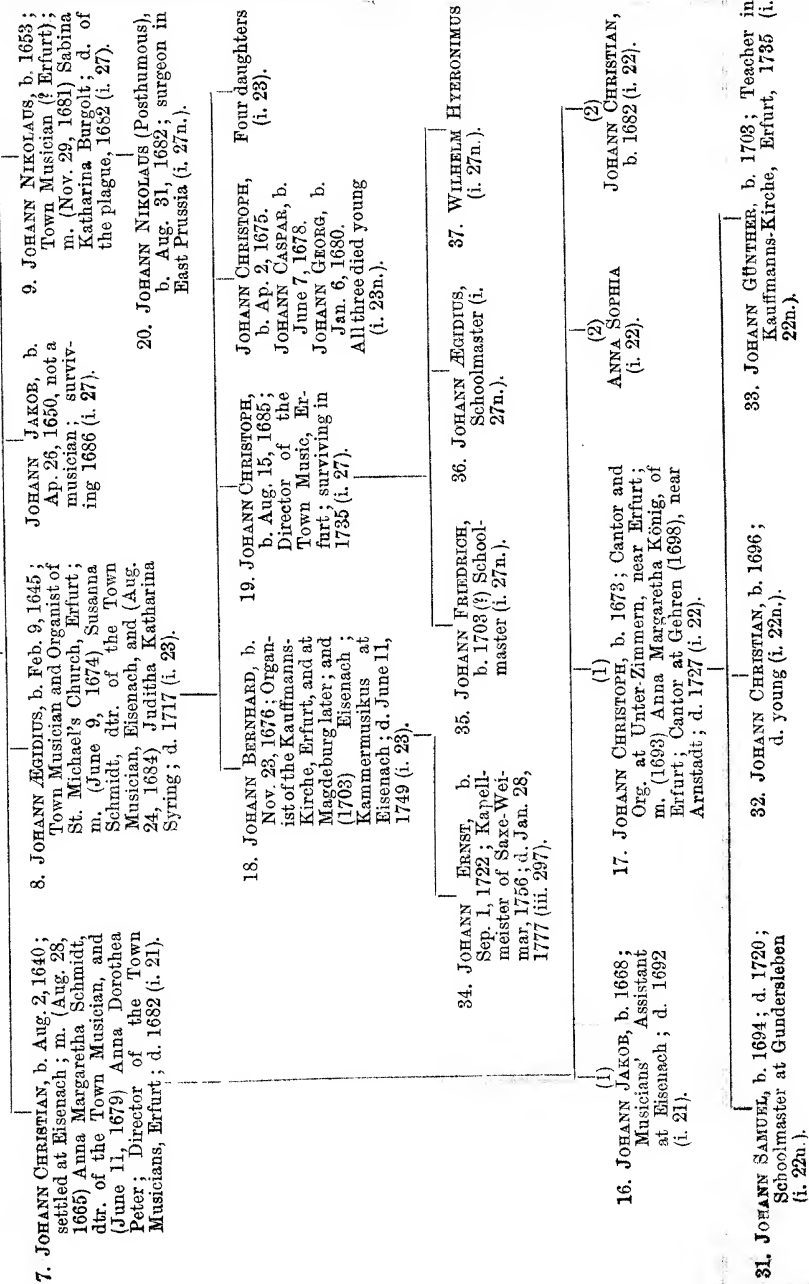 7. JOHANN CHRISTIAN, b. Aug. 2, 1640;
settled at Eisenach; m. (Aug. 28,
1665) Anna Margaretha Schmidt,
dtr. of the Town Musician, and
(June 11, 1679) Anna Dorothea
Peter; Director of the Town
Musicians, Erfurt; d. 1682 (i. 21).
8. JOHANN ÆGIDIUS, b. Feb. 9, 1645;
Town Musician and Organist of
St. Michael's Church, Erfurt;
m. (June 9, 1674) Susanna
Schmidt, dtr. of the Town
Musician, Eisenach, and (Aug.
24, 1684) Juditha Katharina
Syring; d. 1717 (i. 23).
JOHANN JAKOB, b.
Ap. 26, 1650, not a
musician; surviv-
ing 1686 (i. 27).
9. JOHANN NIKOLAUS, b. 1653;
Town Musician (? Erfurt);
m. (Nov. 29, 1681) Sabina
Katharina Burgolt; d. of
the plague, 1682 (i. 27).
20. JOHANN NIKOLAUS (Posthumous),
b. Aug. 31, 1682; surgeon in
East Prussia (i. 27n.).
18. JOHANN BERNHARD, b.
Nov. 23, 1676; Organ-
ist of the Kauffmanns-
Kirche, Erfurt, and at
Magdeburg later; and
(1703) Eisenach;
Kammermusikus at
Eisenach; d. June 11,
1749 (i. 23).
19. JOHANN CHRISTOPH,
b. Aug. 15, 1685;
Director of the
Town Music, Er-
furt; surviving in
1735 (i. 27).
JOHANN CHRISTOPH,
b. Ap. 2, 1675.
JOHANN CASPAR, b.
June 7, 1678.
JOHANN GEORG, b.
Jan. 6, 1680.
All three died young
(i. 23n.).
Four daughters
(i. 23).
34. JOHANN ERNST, b.
Sep. 1, 1722; Kapell-
meister of Saxe-Wei-
mar, 1756; d. Jan. 28,
1777 (iii. 297).
35. JOHANN FRIEDRICH,
b. 1703 (?) School-
master (i. 27n.).
36. JOHANN ÆGIDIUS,
Schoolmaster (i.
27n.).
37. WILHELM HYERONIMUS
(i. 27n.).
(1)
16. JOHANN JAKOB, b. 1668;
Musicians' Assistant
at Eisenach; d. 1692
(i. 21).
(1)
17. JOHANN CHRISTOPH, b. 1673; Cantor and
Org. at Unter-Zimmern, near Erfurt;
m. (1693) Anna Margaretha König, of
Erfurt; Cantor at Gehren (1698), near
Arnstadt; d. 1727 (i. 22).
(2)
ANNA SOPHIA
(i. 22).
(2)
JOHANN CHRISTIAN,
b. 1682 (i. 22).
31. JOHANN SAMUEL, b. 1694; d. 1720;
Schoolmaster at Gundersleben
(i. 22n.).
32. JOHANN CHRISTIAN, b. 1696;
d. young (i. 22n.).
33. JOHANN GÜNTHER, b. 1703; Teacher in
Kauffmanns-Kirche, Erfurt, 1735 (i.
22n.).